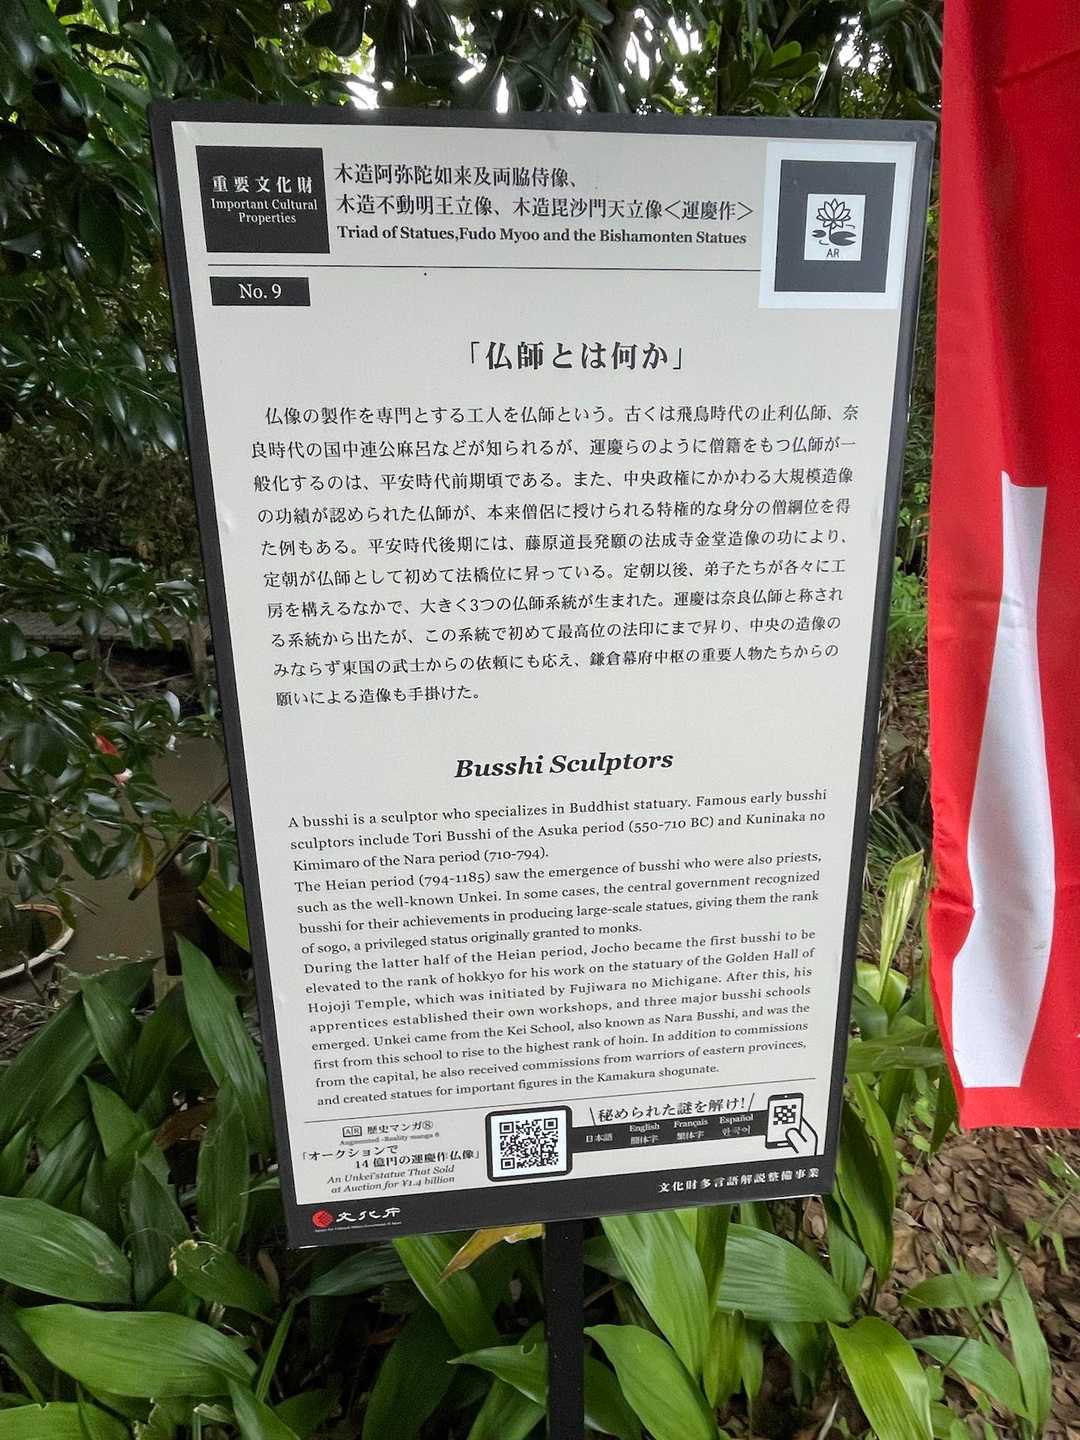 重要文化財
Important Cultural
Properties
木造阿弥陀如来及両脇侍像、
木造不動明王立像、木造毘沙門天立像＜運慶作＞
Triad of Statues,Fudo Myoo and the Bishamonten Statues
AR
No. 9
「仏師とは何か」
仏像の製作を専門とする工人を仏師という。古くは飛鳥時代の止利仏師、奈
良時代の国中連公麻呂などが知られるが、運慶らのように僧籍をもつ仏師が一
般化するのは、平安時代前期頃である。また、中央政権にかかわる大規模造像
の功績が認められた仏師が、本来僧侶に授けられる特権的な身分の僧綱位を得
た例もある。平安時代後期には、藤原道長発願の法成寺金堂造像の功により、
定朝が仏師として初めて法橋位に昇っている。定朝以後、弟子たちが各々に工
房を構えるなかで、大きく3つの仏師系統が生まれた。運慶は奈良仏師と称され
る系統から出たが、この系統で初めて最高位の法印にまで昇り、中央の造像の
みならず東国の武士からの依頼にも応え、鎌倉幕府中枢の重要人物たちからの
願いによる造像も手掛けた。
Busshi Sculptors
A busshi is a sculptor who specializes in Buddhist statuary. Famous early busshi
sculptors include Tori Busshi of the Asuka period (550-710 BC) and Kuninaka no
Kimimaro of the Nara period (710-794).
The Heian period (794-1185) saw the emergence of busshi who were also priests,
such as the well-known Unkei. In some cases, the central government recognized
busshi for their achievements in producing large-scale statues, giving them the rank
of sogo, a privileged status originally granted to monks.
During the latter half of the Heian period, Jocho became the first busshi to be
elevated to the rank of hokkyo for his work on the statuary of the Golden Hall of
Hojoji Temple, which was initiated by Fujiwara no Michigane. After this, his
apprentices established their own workshops, and three major busshi schools
emerged. Unkei came from the Kei School, also known as Nara Busshi, and was the
first from this school to rise to the highest rank of hoin. In addition to commissions
from the capital, he also received commissions from warriors of eastern provinces,
and created statues for important figures in the Kamakura shogunate.
AR 歴史マンガ⑧
Augmented -Reality manga 8
「オークションで
14 億円の運慶作仏像」
An Unkei statue That Sold
at Auction for ¥1.4 billion
\秘められた謎を解け!/
日本語 English Français Español
簡体字 繁体字 한국어
文化財多言語解説整備事業
文化庁